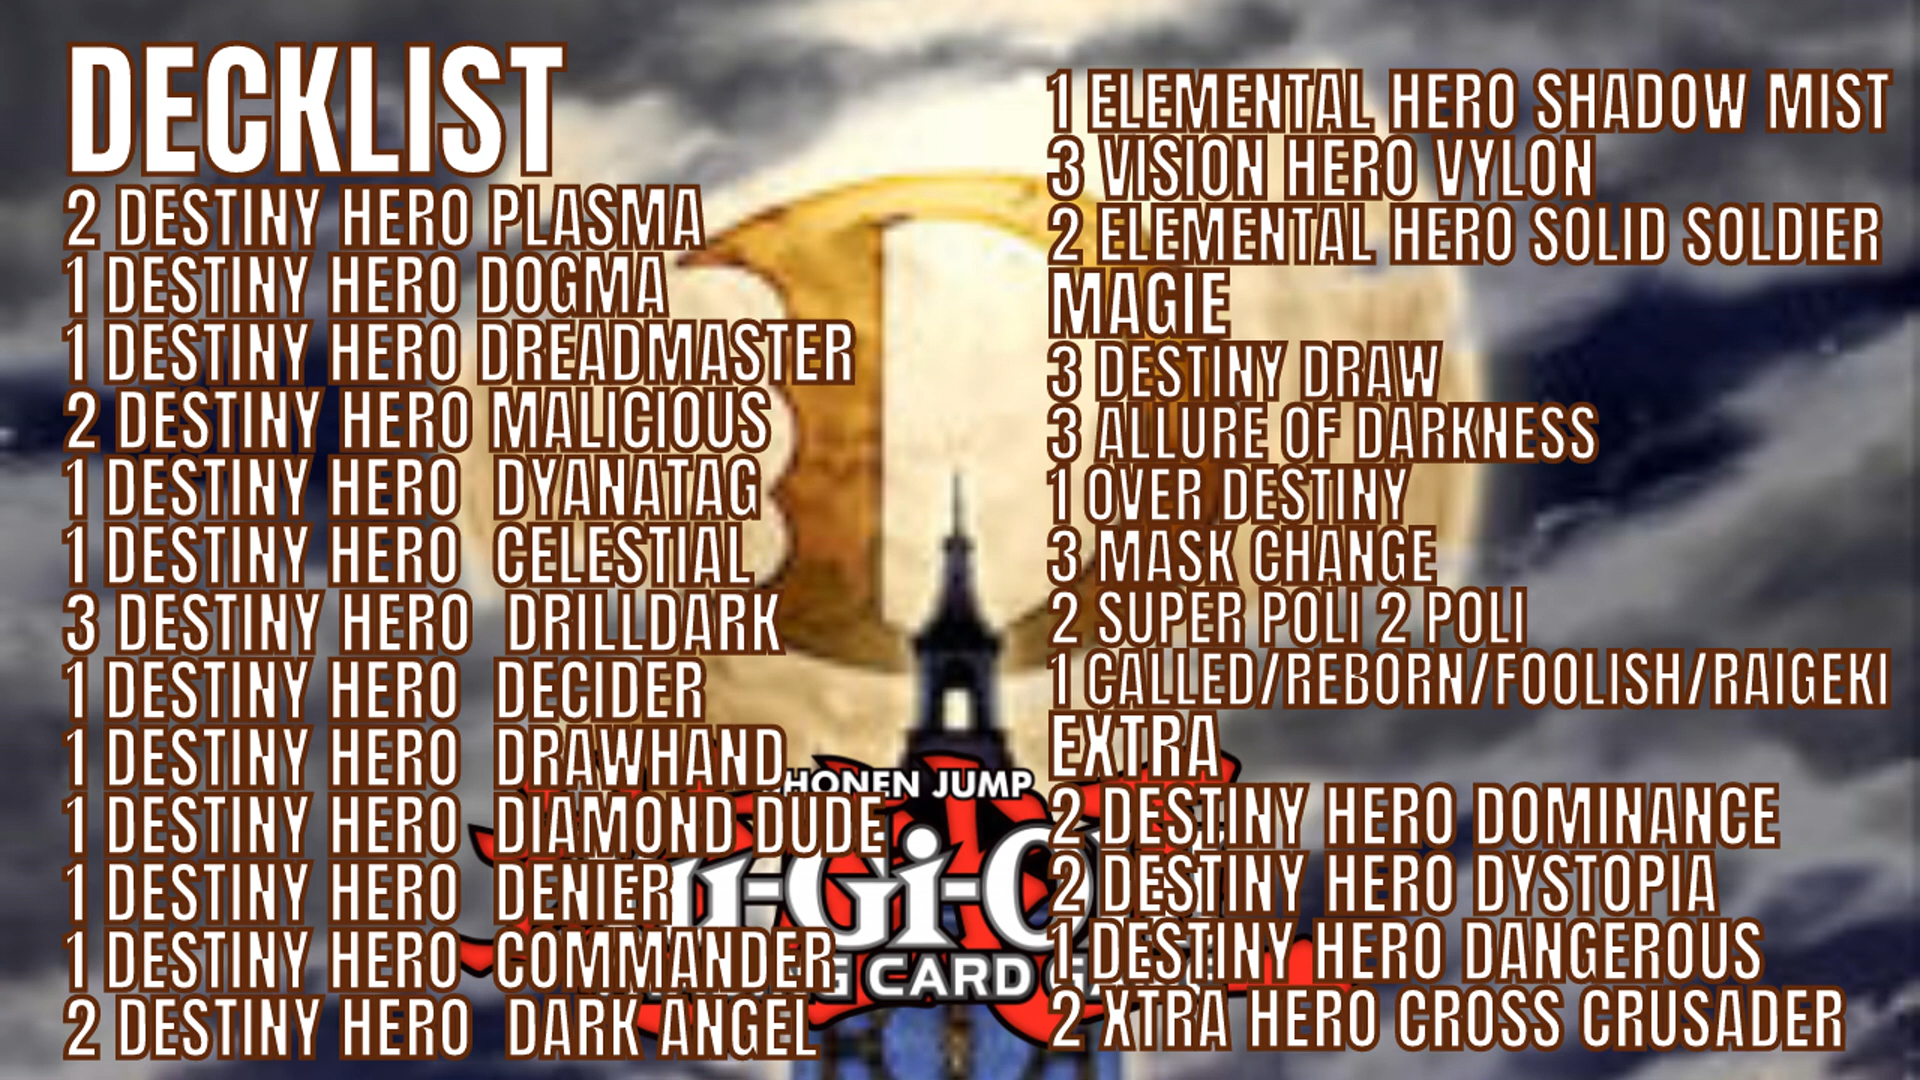 DECKLIST
2 DESTINY HERO PLASMA
1 DESTINY HERO DOGMA
1 DESTINY HERO DREADMASTER
2 DESTINY HERO MALICIOUS
1 DESTINY HERO DYANATAG
1 DESTINY HERO CELESTIAL
3 DESTINY HERO DRILLDARK
1 DESTINY HERO DECIDER
1 DESTINY HERO DRAWHAND
1 DESTINY HERO DIAMOND DUDE
1 DESTINY HERO DENIER
1 DESTINY HERO COMMANDER
2 DESTINY HERO DARK ANGEL
1 ELEMENTAL HERO SHADOW MIST
3 VISION HERO VYLON
2 ELEMENTAL HERO SOLID SOLDIER
MAGIE
3 DESTINY DRAW
3 ALLURE OF DARKNESS
1 OVER DESTINY
3 MASK CHANGE
2 SUPER POLI 2 POLI
1 CALLED/REBORN/FOOLISH/RAIGEKI
EXTRA
2 DESTINY HERO DOMINANCE
2 DESTINY HERO DYSTOPIA
1 DESTINY HERO DANGEROUS
2 XTRA HERO CROSS CRUSADER
HONEN JUMP
CARD